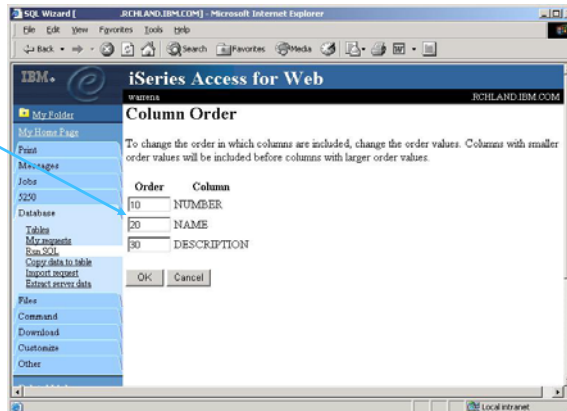 SQL Wizard [ .RCHLAND.IBM.COM] - Microsoft Internet Explorer
File Edit View Favorites Tools Help
Back Search Favorites Media
IBM. iSeries Access for Web
warrena .RCHLAND.IBM.COM
My Folder
My Home Page
Print
Messages
Jobs
5250
Database
Tables
My requests
Run SQL
Copy data to table
Import request
Extract server data
Files
Command
Download
Customize
Other
Column Order
To change the order in which columns are included, change the order values. Columns with smaller
order values will be included before columns with larger order values.
Order Column
10 NUMBER
20 NAME
30 DESCRIPTION
OK Cancel
Local intranet